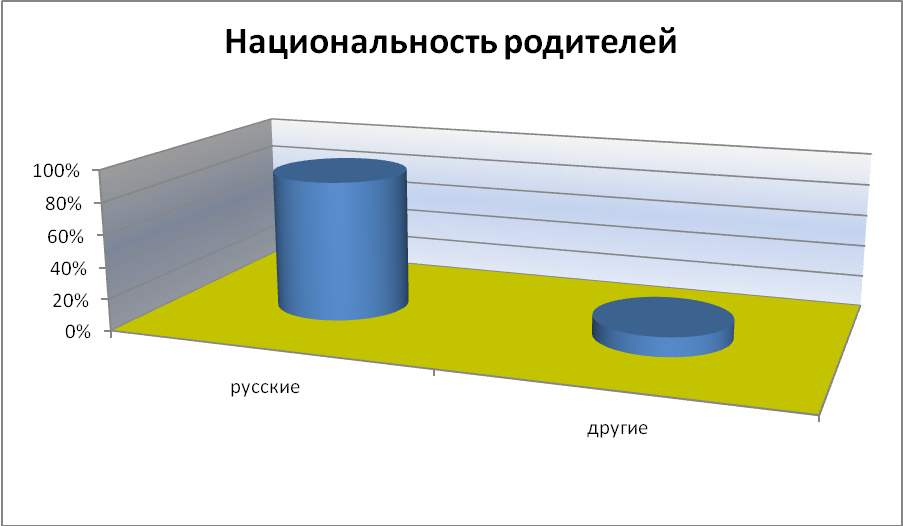 Национальность родителей
100%
80%
60%
40%
20%
0%
русские
другие